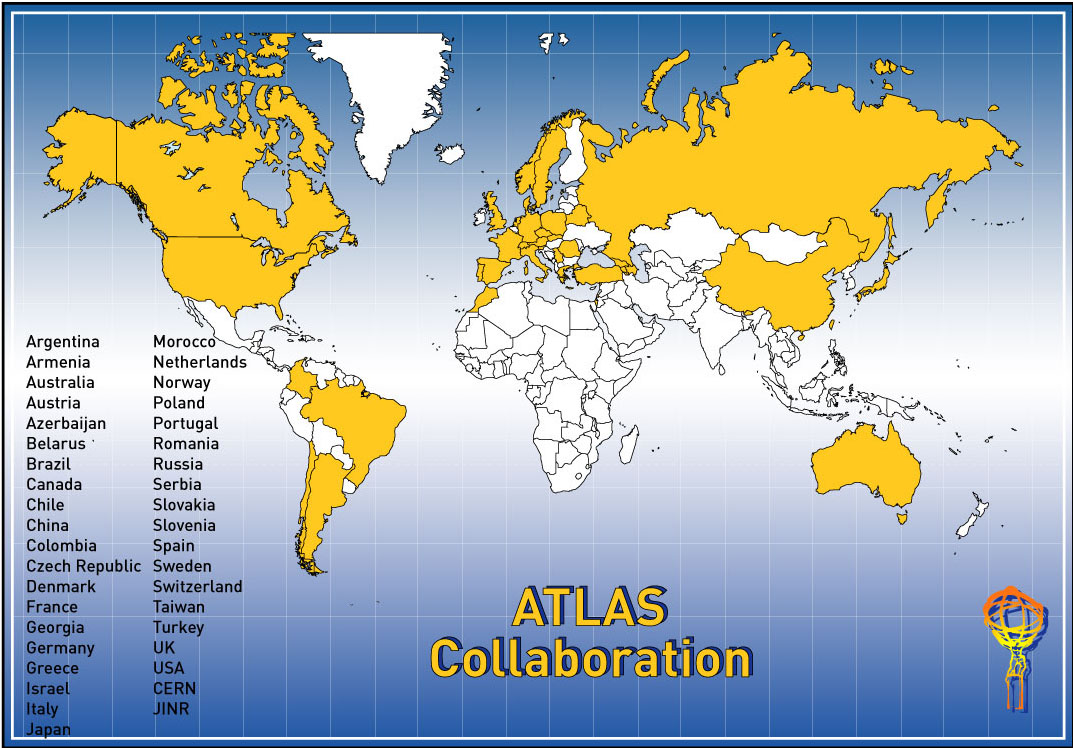 Argentina
Armenia
Australia
Austria
Azerbaijan
Belarus
Brazil
Canada
Chile
China
Colombia
Czech Republic
Denmark
France
Georgia
Germany
Greece
Israel
Italy
Japan
Morocco
Netherlands
Norway
Poland
Portugal
Romania
Russia
Serbia
Slovakia
Slovenia
Spain
Sweden
Switzerland
Taiwan
Turkey
UK
USA
CERN
JINR
ATLAS
Collaboration